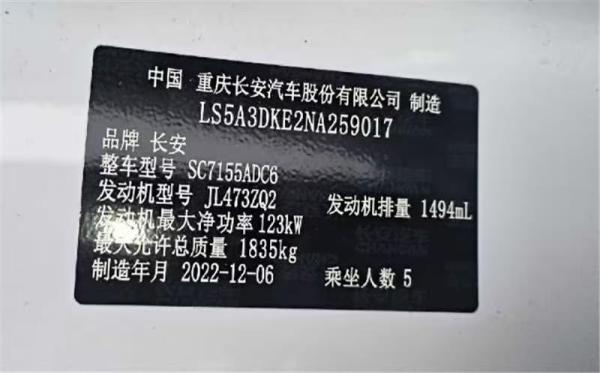 中国 重庆长安汽车股份有限公司 制造
LS5A3DKE2NA259017
品牌 长安
整车型号 SC7155ADC6
发动机型号 JL473ZQ2 发动机排量 1494mL
发动机最大净功率 123kW
最大允许总质量 1835kg
制造年月 2022-12-06 乘坐人数 5